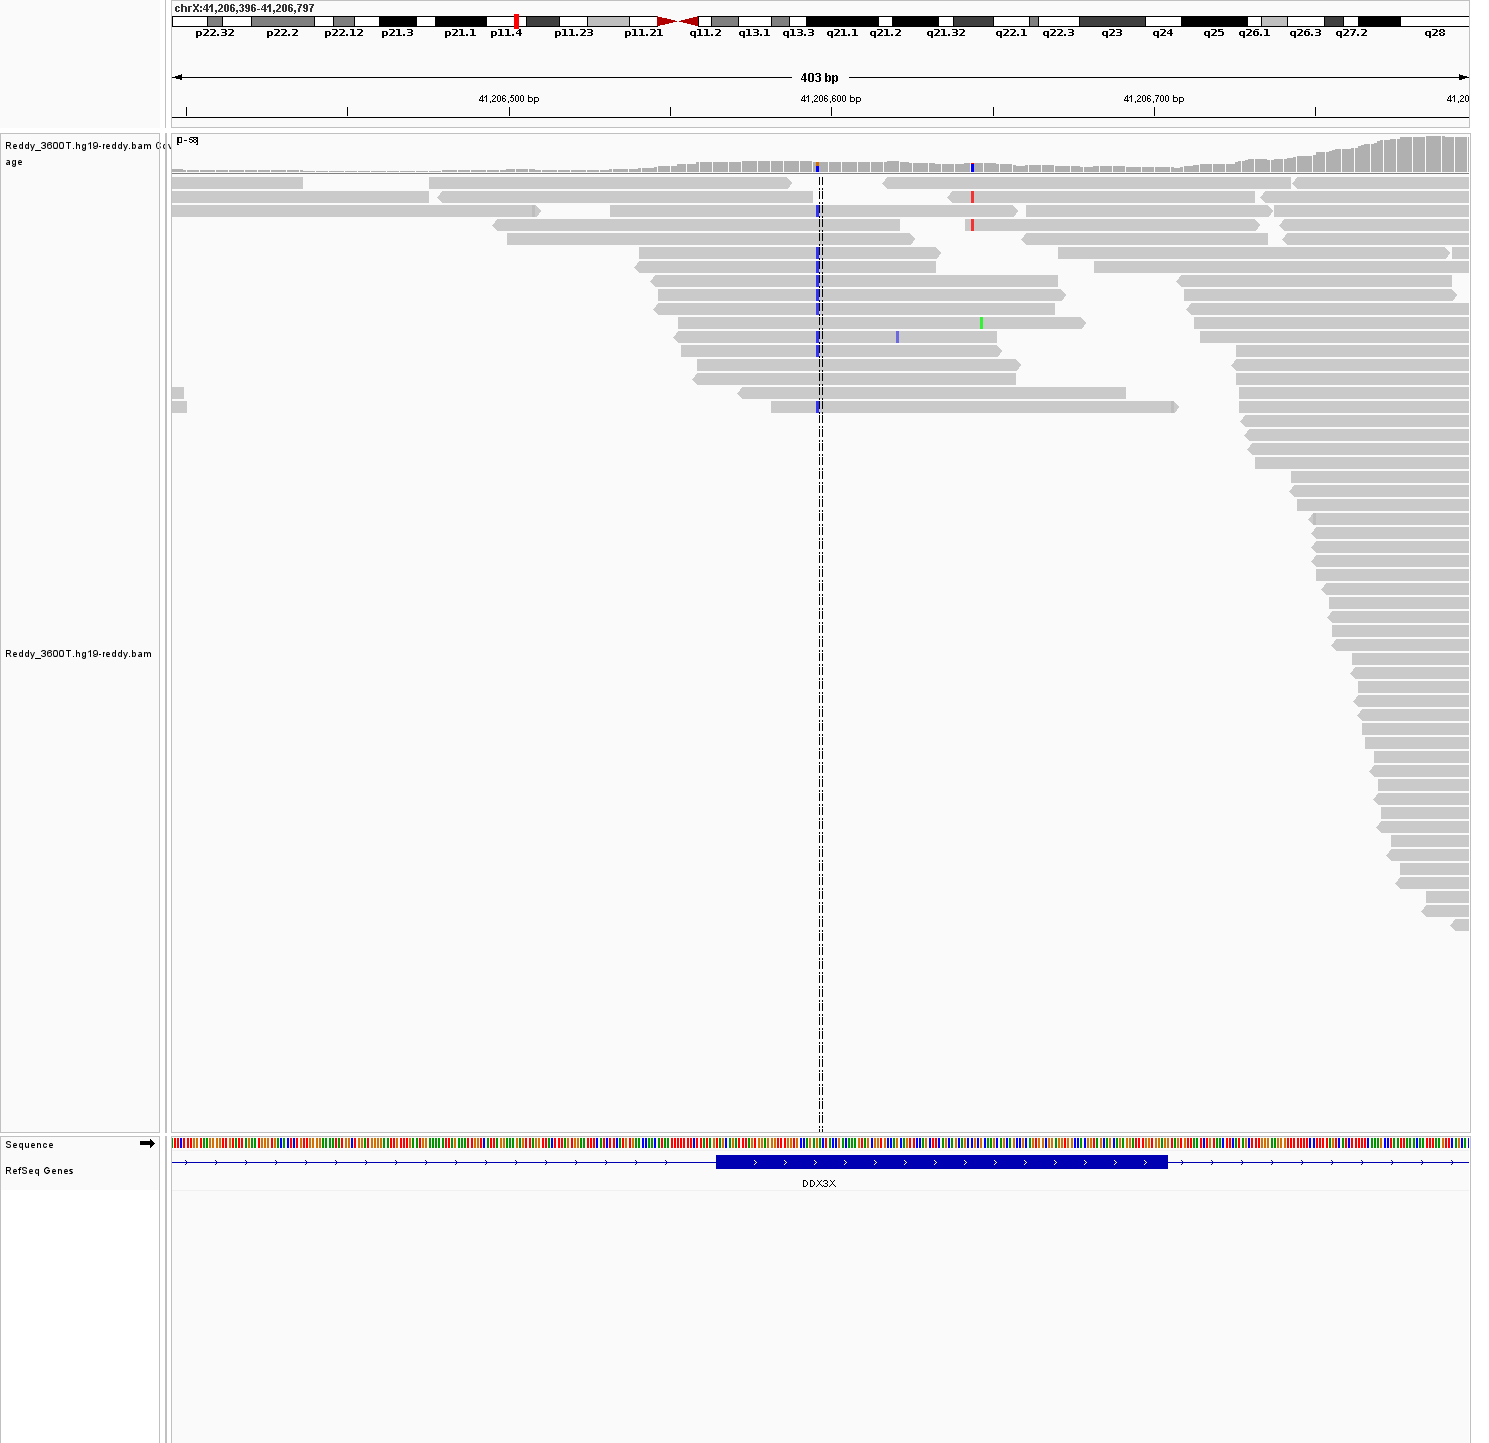 chrX:41,206,396-41,206,797
p22.32 p22.2 p22.12 p21.3 p21.1 p11.4 p11.23 p11.21 q11.2 q13.1 q13.3 q21.1 q21.2 q21.32 q22.1 q22.3 q23 q24 q25 q26.1 q26.3 q27.2 q28
403 bp
41,206,500 bp 41,206,600 bp 41,206,700 bp 41,20
[0-68]
Reddy_3600T.hg19-reddy.bam Cov
age
Reddy_3600T.hg19-reddy.bam
Sequence
RefSeq Genes
DDX3X